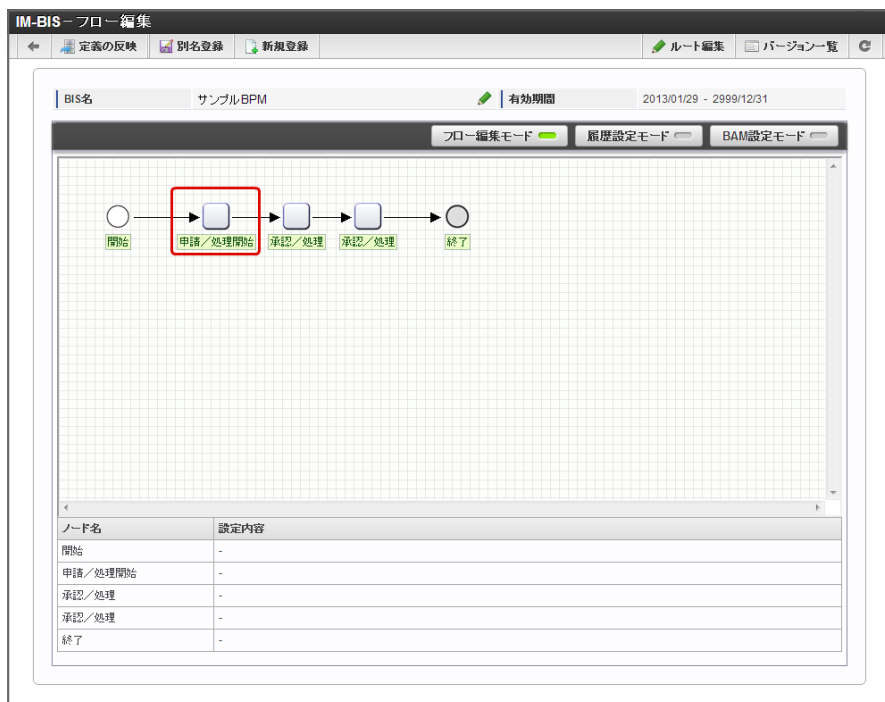 IM-BIS－フロー編集
定義の反映 別名登録 新規登録 ルート編集 バージョン一覧
BIS名 サンプルBPM 有効期間 2013/01/29 - 2999/12/31
フロー編集モード 履歴設定モード BAM設定モード
開始 申請／処理開始 承認／処理 承認／処理 終了
ノード名 設定内容
開始 -
申請／処理開始 -
承認／処理 -
承認／処理 -
終了 -